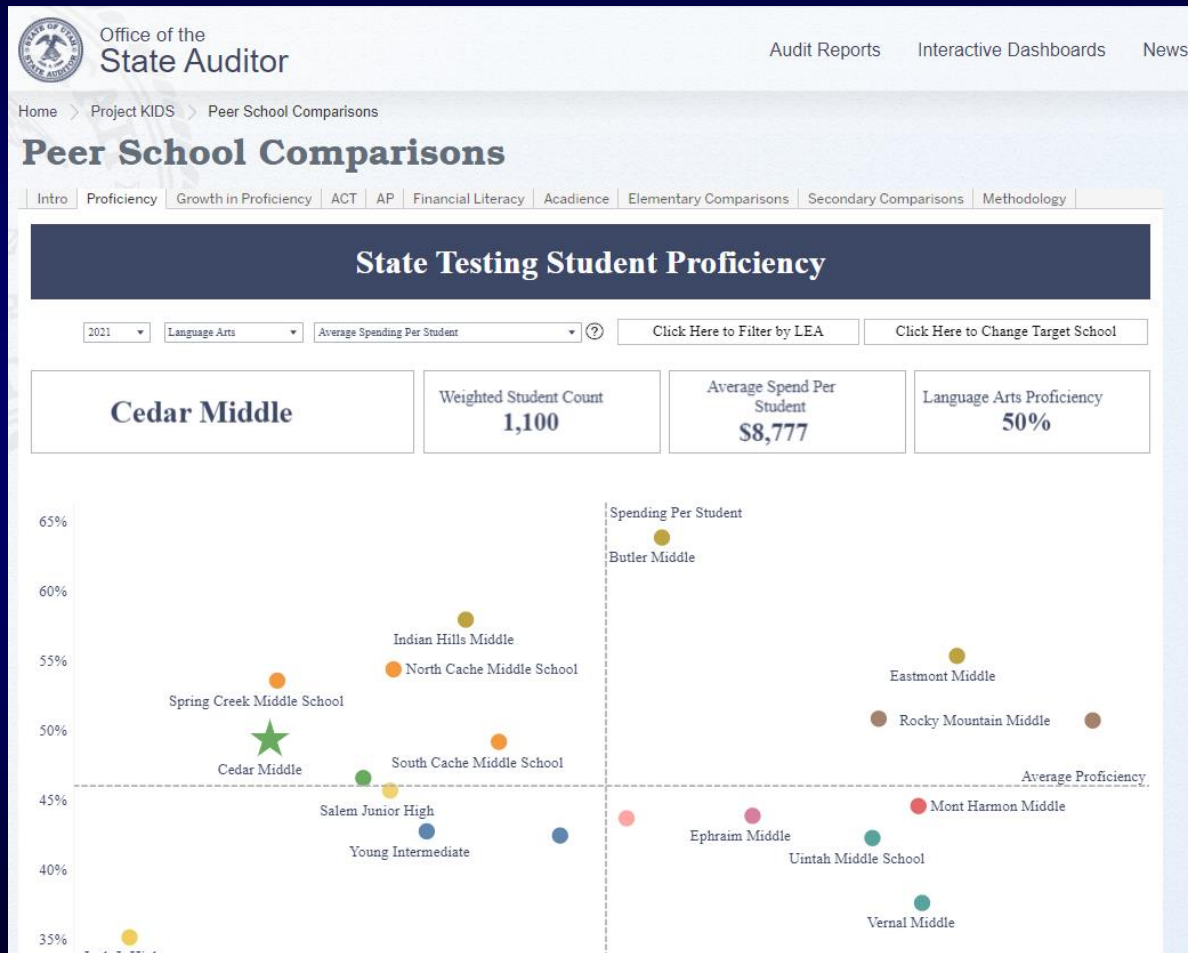 Office of the
State Auditor
Audit Reports Interactive Dashboards News
Home > Project KIDS > Peer School Comparisons
Peer School Comparisons
Intro Proficiency Growth in Proficiency ACT AP Financial Literacy Acadience Elementary Comparisons Secondary Comparisons Methodology
State Testing Student Proficiency
2021 Language Arts Average Spending Per Student ? Click Here to Filter by LEA Click Here to Change Target School
Cedar Middle
Weighted Student Count
1,100
Average Spend Per
Student
$8,777
Language Arts Proficiency
50%
65%
Spending Per Student
Butler Middle
60%
Indian Hills Middle
55%
North Cache Middle School
Eastmont Middle
Spring Creek Middle School
50%
Rocky Mountain Middle
South Cache Middle School
Cedar Middle
Average Proficiency
45%
Mont Harmon Middle
Salem Junior High
Ephraim Middle
Young Intermediate
Uintah Middle School
40%
Vernal Middle
35%